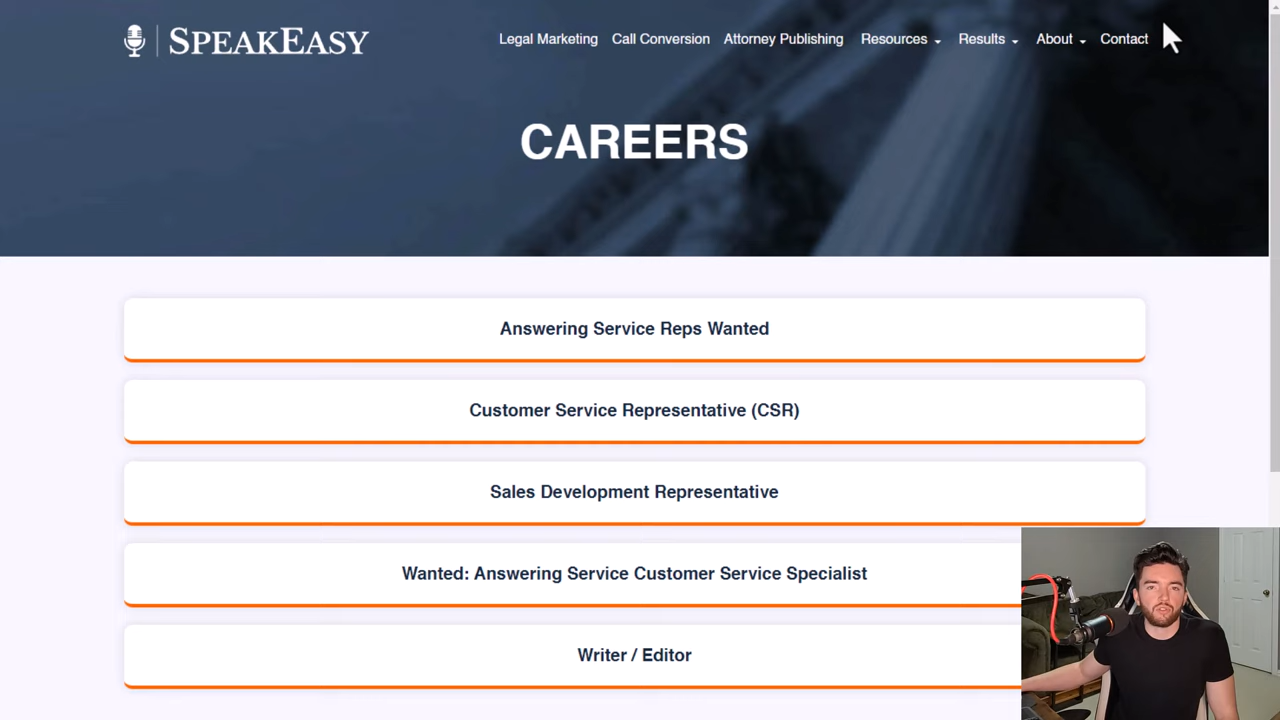 SPEAKEASY
Legal Marketing Call Conversion Attorney Publishing Resources Results About Contact
CAREERS
Answering Service Reps Wanted
Customer Service Representative (CSR)
Sales Development Representative
Wanted: Answering Service Customer Service Specialist
Writer / Editor